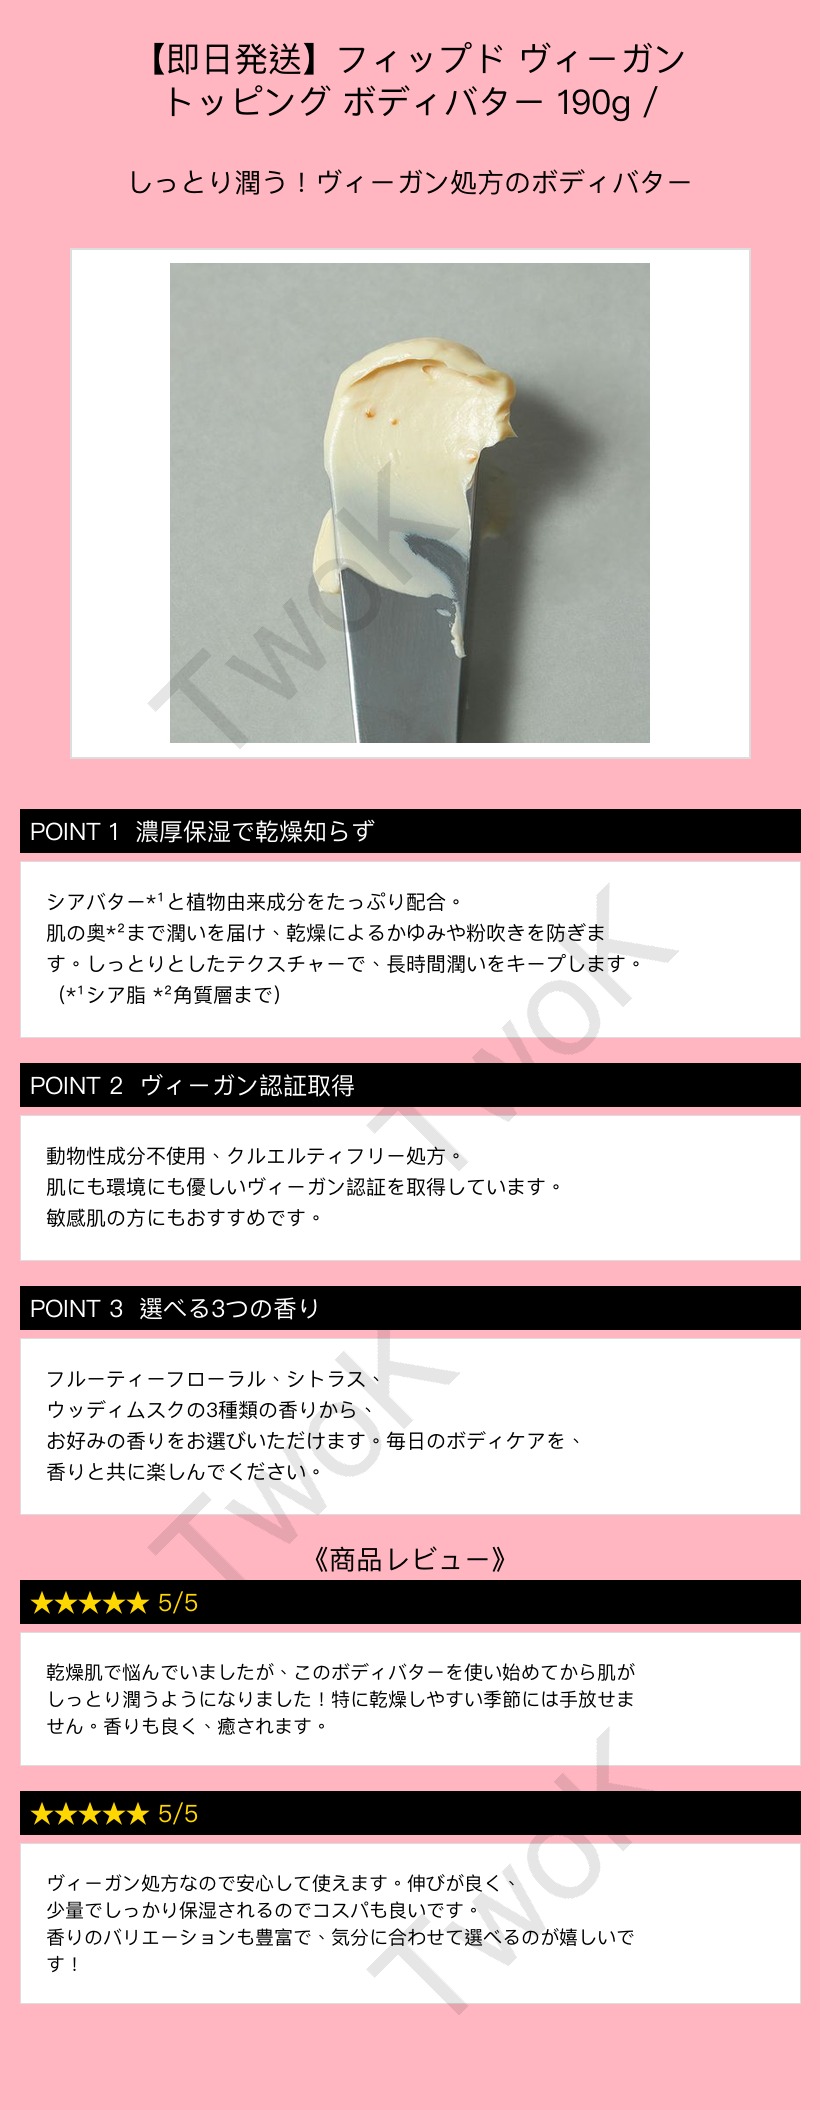 【即日発送】フィップド ヴィーガン
トッピング ボディバター 190g /
しっとり潤う！ヴィーガン処方のボディバター
TwoK
POINT 1 濃厚保湿で乾燥知らず
シアバター*¹と植物由来成分をたっぷり配合。
肌の奥*²まで潤いを届け、乾燥によるかゆみや粉吹きを防ぎま
す。しっとりとしたテクスチャーで、長時間潤いをキープします。
（*¹シア脂 *²角質層まで）
TwoK
POINT 2 ヴィーガン認証取得
動物性成分不使用、クルエルティフリー処方。
肌にも環境にも優しいヴィーガン認証を取得しています。
敏感肌の方にもおすすめです。
POINT 3 選べる3つの香り
フルーティーフローラル、シトラス、
ウッディムスクの3種類の香りから、
お好みの香りをお選びいただけます。毎日のボディケアを、
香りと共に楽しんでください。
TwoK
《商品レビュー》
★★★★★ 5/5
乾燥肌で悩んでいましたが、このボディバターを使い始めてから肌が
しっとり潤うようになりました！特に乾燥しやすい季節には手放せま
せん。香りも良く、癒されます。
★★★★★ 5/5
ヴィーガン処方なので安心して使えます。伸びが良く、
少量でしっかり保湿されるのでコスパも良いです。
香りのバリエーションも豊富で、気分に合わせて選べるのが嬉しいで
す！
TwoK